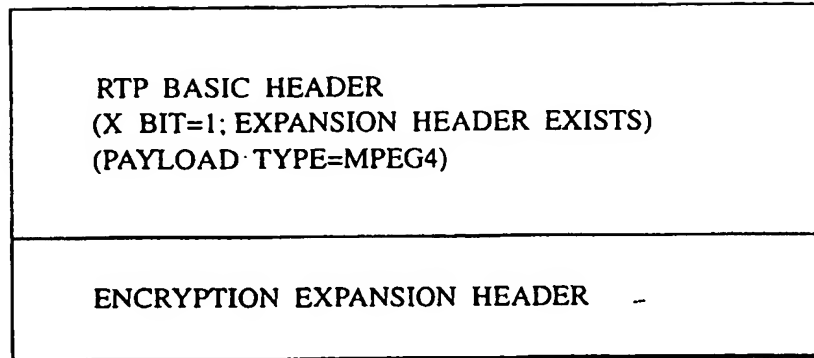 RTP BASIC HEADER
(X BIT=1; EXPANSION HEADER EXISTS)
(PAYLOAD TYPE=MPEG4)
ENCRYPTION EXPANSION HEADER